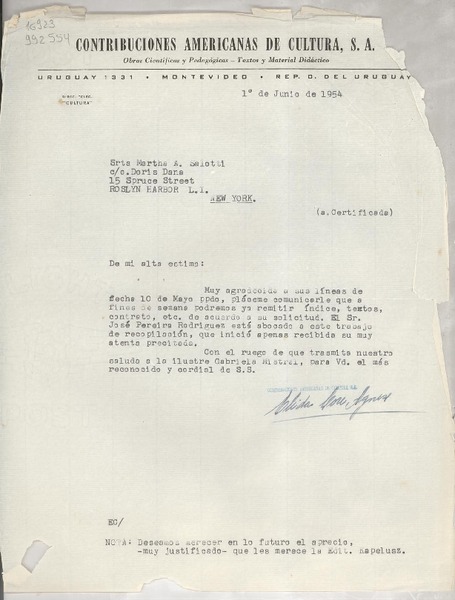 16923
992554
CONTRIBUCIONES AMERICANAS DE CULTURA, S. A.
Obras Científicas y Pedagógicas — Textos y Material Didáctico
URUGUAY 1331 • MONTEVIDEO • REP. O. DEL URUGUAY
"CULTURA"
1º de Junio de 1954
Srta Martha A. Salotti
c/o.Doris Dana
15 Spruce Street
ROSLYN HARBOR L.I.
NEW YORK.
(a.Certificada)
De mi alta estima:
Muy agradecido a sus líneas de
fecha 10 de Mayo ppdo, pláceme comunicarle que a
fines de semana podremos ya remitir índice, textos,
contrato, etc. de acuerdo a su solicitud. El Sr.
José Pereira Rodriguez está abocado a este trabajo
de recopilación, que inició apenas recibida su muy
atenta precitada.
Con el ruego de que trasmita nuestro
saludo a la ilustre Gabriela Mistral, para Vd. el más
reconocido y cordial de S.S.
EC/
NOTA: Deseamos merecer en lo futuro el aprecio,
-muy justificado- que les merece la Edit. Kapelusz.